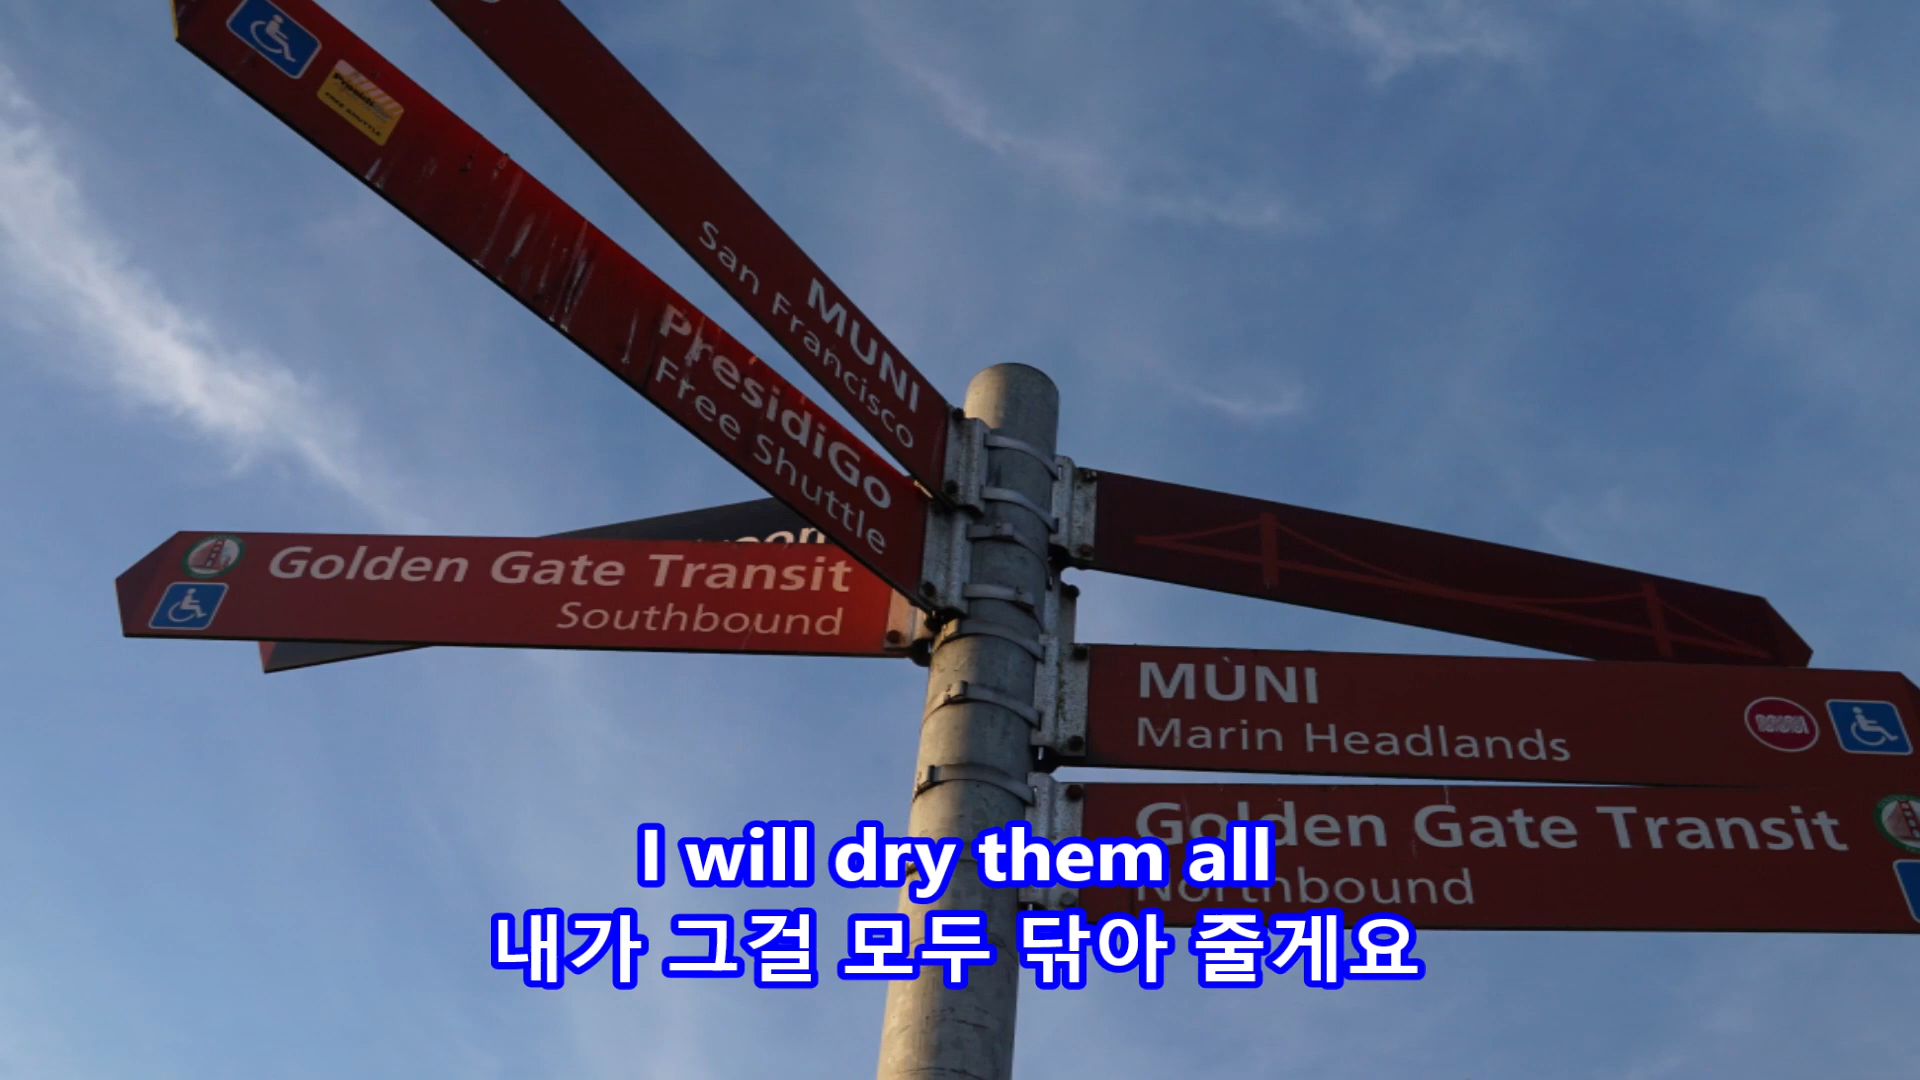 MUNI
San Francisco
PresidiGo
Free Shuttle
Golden Gate Transit
Southbound
MÙNI
Marin Headlands
Golden Gate Transit
Northbound
I will dry them all
내가 그걸 모두 닦아 줄게요